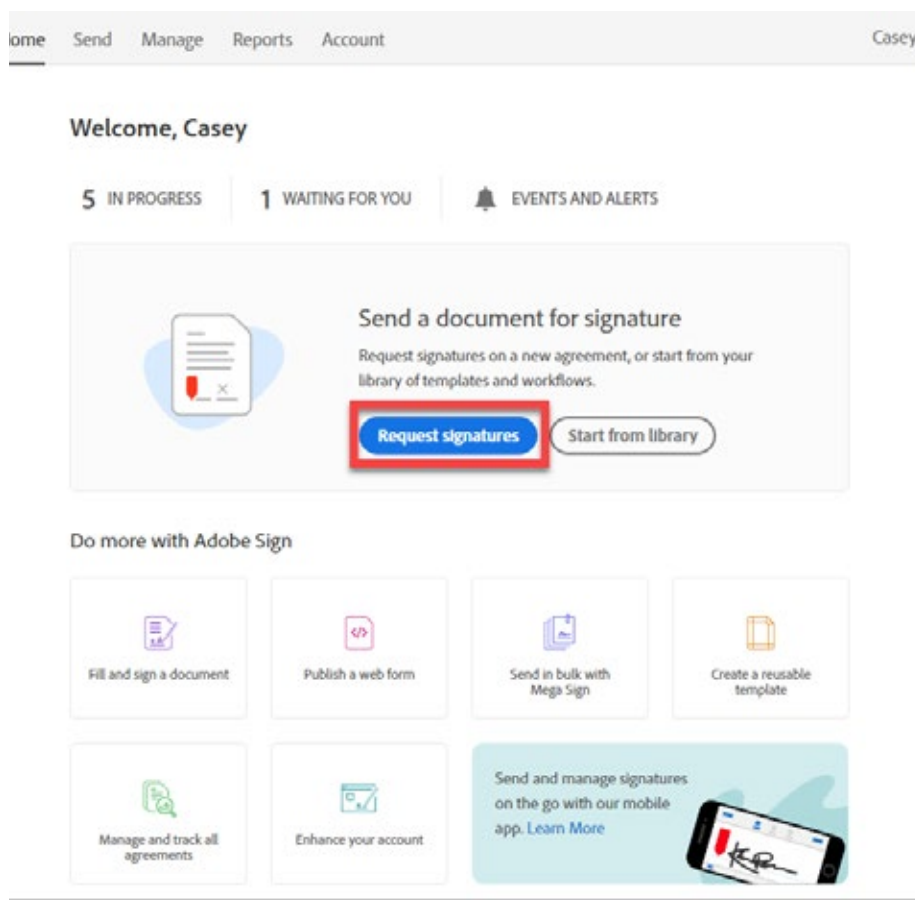 ome Send Manage Reports Account Casey
Welcome, Casey
5 IN PROGRESS 1 WAITING FOR YOU EVENTS AND ALERTS
Send a document for signature
Request signatures on a new agreement, or start from your
library of templates and workflows.
Request signatures Start from library
Do more with Adobe Sign
Fill and sign a document
Publish a web form
Send in bulk with
Mega Sign
Create a reusable
template
Manage and track all
agreements
Enhance your account
Send and manage signatures
on the go with our mobile
app. Learn More